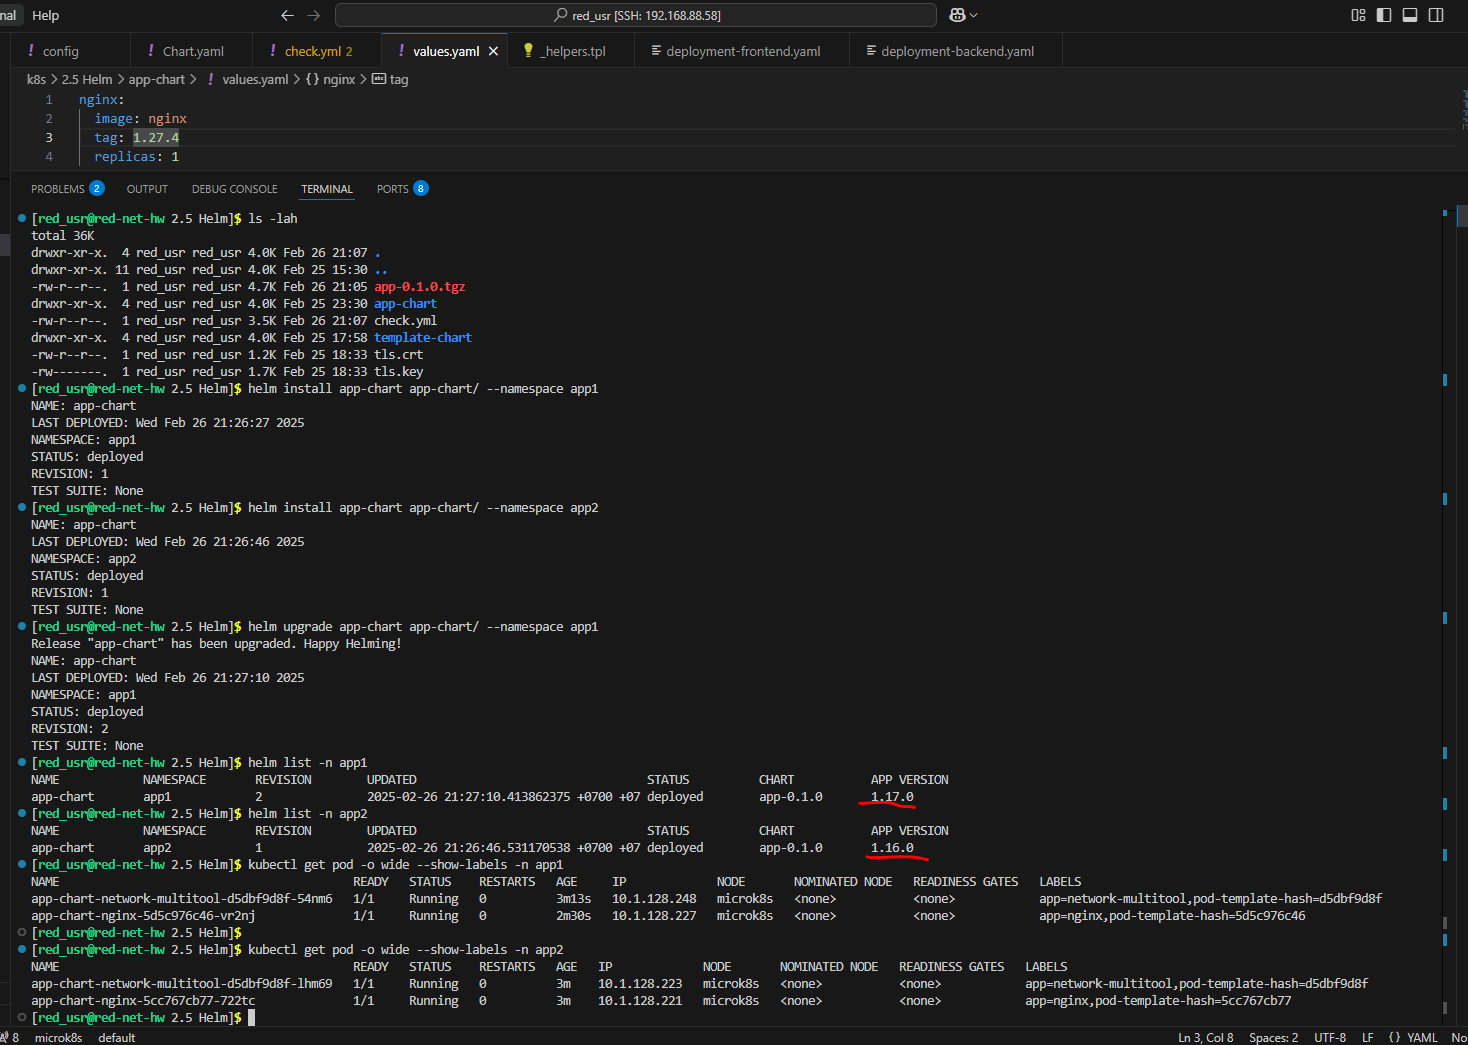 nal Help red_usr [SSH: 192.168.88.58]
! config ! Chart.yaml ! check.yml 2 ! values.yaml _helpers.tpl deployment-frontend.yaml deployment-backend.yaml
k8s > 2.5 Helm > app-chart > ! values.yaml > {} nginx > abc tag
1 nginx:
2 image: nginx
3 tag: 1.27.4
4 replicas: 1
PROBLEMS 2 OUTPUT DEBUG CONSOLE TERMINAL PORTS 8
[red_usr@red-net-hw 2.5 Helm]$ ls -lah
total 36K
drwxr-xr-x. 4 red_usr red_usr 4.0K Feb 26 21:07 .
drwxr-xr-x. 11 red_usr red_usr 4.0K Feb 25 15:30 ..
-rw-r--r--. 1 red_usr red_usr 4.7K Feb 26 21:05 app-0.1.0.tgz
drwxr-xr-x. 4 red_usr red_usr 4.0K Feb 25 23:30 app-chart
-rw-r--r--. 1 red_usr red_usr 3.5K Feb 26 21:07 check.yml
drwxr-xr-x. 4 red_usr red_usr 4.0K Feb 25 17:58 template-chart
-rw-r--r--. 1 red_usr red_usr 1.2K Feb 25 18:33 tls.crt
-rw-------. 1 red_usr red_usr 1.7K Feb 25 18:33 tls.key
[red_usr@red-net-hw 2.5 Helm]$ helm install app-chart app-chart/ --namespace app1
NAME: app-chart
LAST DEPLOYED: Wed Feb 26 21:26:27 2025
NAMESPACE: app1
STATUS: deployed
REVISION: 1
TEST SUITE: None
[red_usr@red-net-hw 2.5 Helm]$ helm install app-chart app-chart/ --namespace app2
NAME: app-chart
LAST DEPLOYED: Wed Feb 26 21:26:46 2025
NAMESPACE: app2
STATUS: deployed
REVISION: 1
TEST SUITE: None
[red_usr@red-net-hw 2.5 Helm]$ helm upgrade app-chart app-chart/ --namespace app1
Release "app-chart" has been upgraded. Happy Helming!
NAME: app-chart
LAST DEPLOYED: Wed Feb 26 21:27:10 2025
NAMESPACE: app1
STATUS: deployed
REVISION: 2
TEST SUITE: None
[red_usr@red-net-hw 2.5 Helm]$ helm list -n app1
NAME NAMESPACE REVISION UPDATED STATUS CHART APP VERSION
app-chart app1 2 2025-02-26 21:27:10.413862375 +0700 +07 deployed app-0.1.0 1.17.0
[red_usr@red-net-hw 2.5 Helm]$ helm list -n app2
NAME NAMESPACE REVISION UPDATED STATUS CHART APP VERSION
app-chart app2 1 2025-02-26 21:26:46.531170538 +0700 +07 deployed app-0.1.0 1.16.0
[red_usr@red-net-hw 2.5 Helm]$ kubectl get pod -o wide --show-labels -n app1
NAME READY STATUS RESTARTS AGE IP NODE NOMINATED NODE READINESS GATES LABELS
app-chart-network-multitool-d5dbf9d8f-54nm6 1/1 Running 0 3m13s 10.1.128.248 microk8s <none> <none> app=network-multitool,pod-template-hash=d5dbf9d8f
app-chart-nginx-5d5c976c46-vr2nj 1/1 Running 0 2m30s 10.1.128.227 microk8s <none> <none> app=nginx,pod-template-hash=5d5c976c46
[red_usr@red-net-hw 2.5 Helm]$
[red_usr@red-net-hw 2.5 Helm]$ kubectl get pod -o wide --show-labels -n app2
NAME READY STATUS RESTARTS AGE IP NODE NOMINATED NODE READINESS GATES LABELS
app-chart-network-multitool-d5dbf9d8f-lhm69 1/1 Running 0 3m 10.1.128.223 microk8s <none> <none> app=network-multitool,pod-template-hash=d5dbf9d8f
app-chart-nginx-5cc767cb77-722tc 1/1 Running 0 3m 10.1.128.221 microk8s <none> <none> app=nginx,pod-template-hash=5cc767cb77
[red_usr@red-net-hw 2.5 Helm]$
8 microk8s default Ln 3, Col 8 Spaces: 2 UTF-8 LF {} YAML No